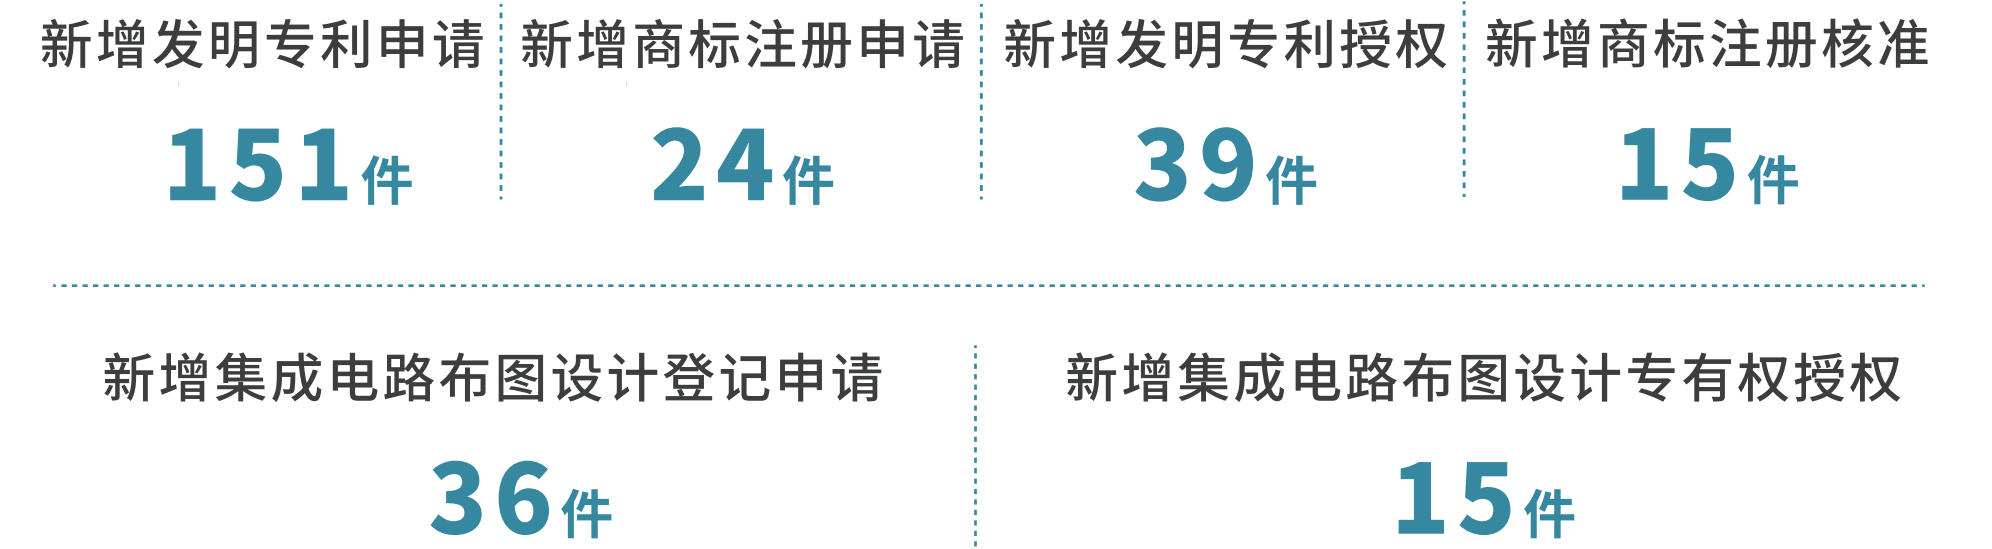 新增发明专利申请
151件
新增商标注册申请
24件
新增发明专利授权
39件
新增商标注册核准
15件
新增集成电路布图设计登记申请
36件
新增集成电路布图设计专有权授权
15件